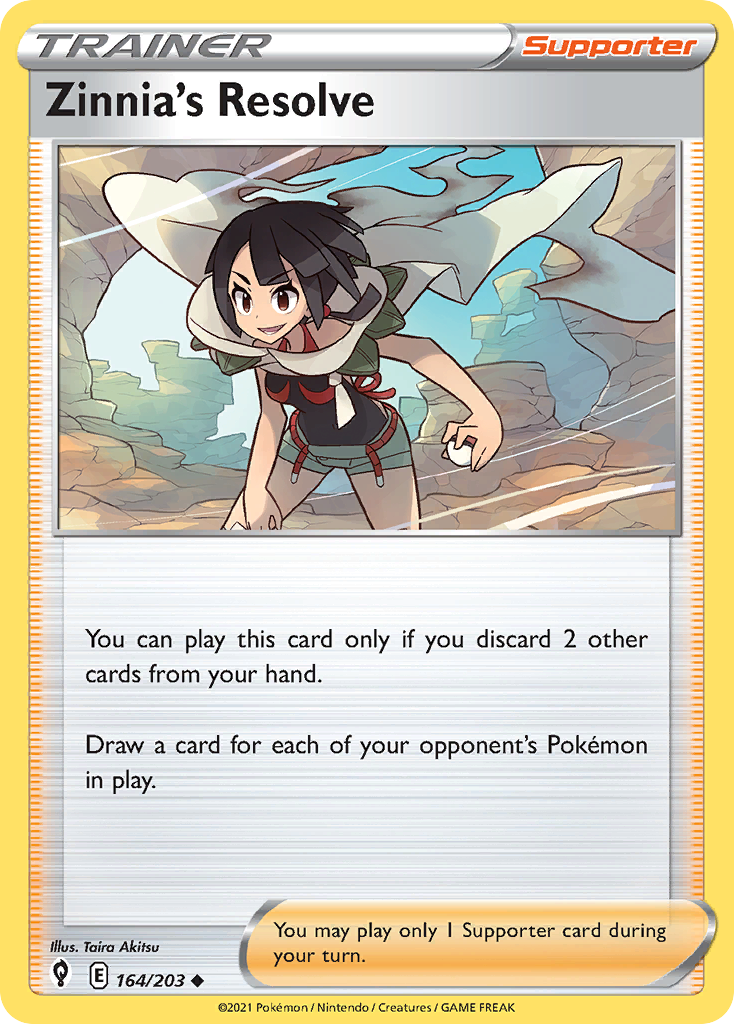 TRAINER
Supporter
Zinnia's Resolve
You can play this card only if you discard 2 other
cards from your hand.
Draw a card for each of your opponent's Pokémon
in play.
You may play only 1 Supporter card during
your turn.
Illus. Taira Akitsu
E 164/203
©2021 Pokémon / Nintendo / Creatures / GAME FREAK